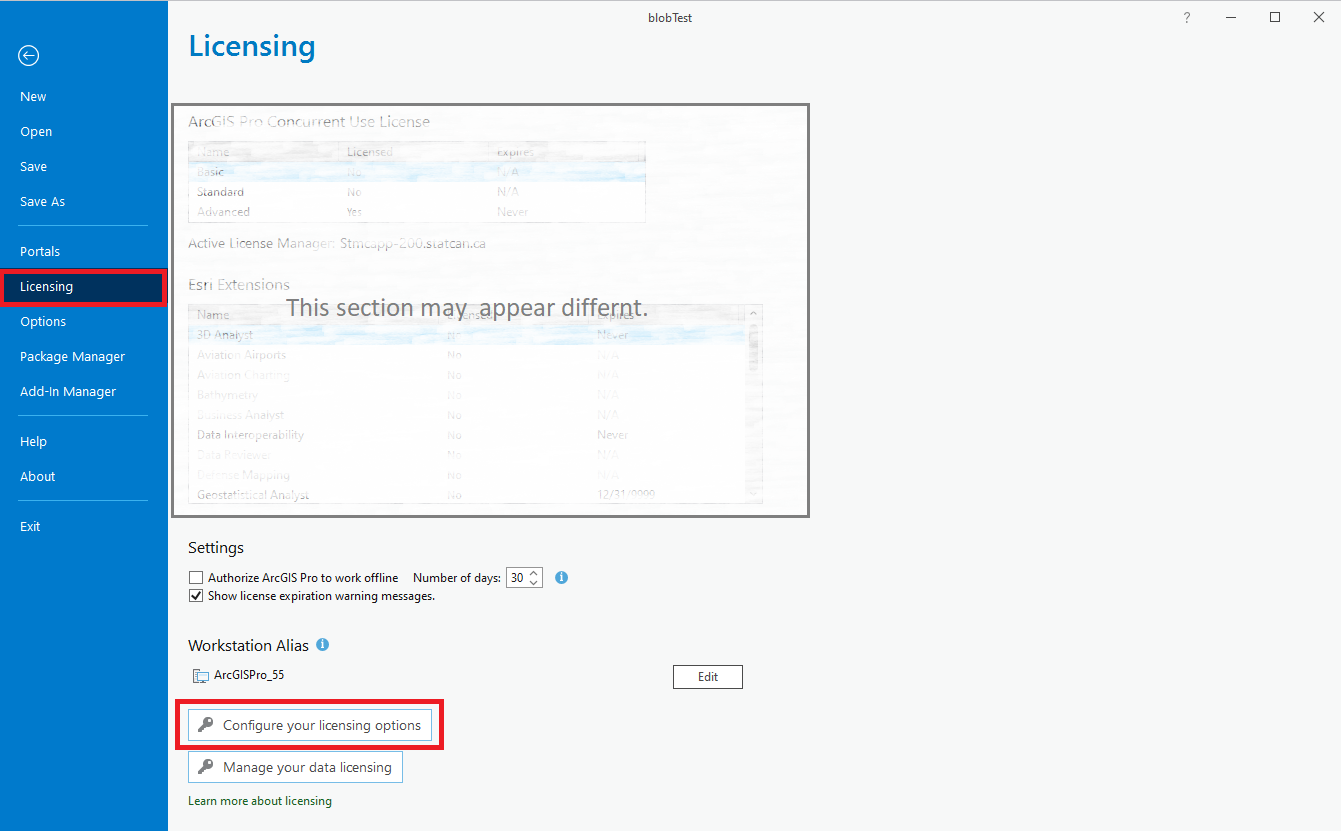 blobTest
?
Licensing
New
Open
Save
Save As
Portals
Licensing
Options
Package Manager
Add-In Manager
Help
About
Exit
ArcGIS Pro Concurrent Use License
Name Licensed Expires
Basic No N/A
Standard No N/A
Advanced Yes Never
Active License Manager: Stmcapp-200.statcan.ca
Esri Extensions
This section may appear differnt.
Name Licensed Expires
3D Analyst No Never
Aviation Airports No N/A
Aviation Charting No N/A
Bathymetry No N/A
Business Analyst No N/A
Data Interoperability No Never
Data Reviewer No N/A
Defense Mapping No N/A
Geostatistical Analyst No 12/31/9999
Settings
Authorize ArcGIS Pro to work offline Number of days: 30
Show license expiration warning messages.
Workstation Alias
ArcGISPro_55
Edit
Configure your licensing options
Manage your data licensing
Learn more about licensing